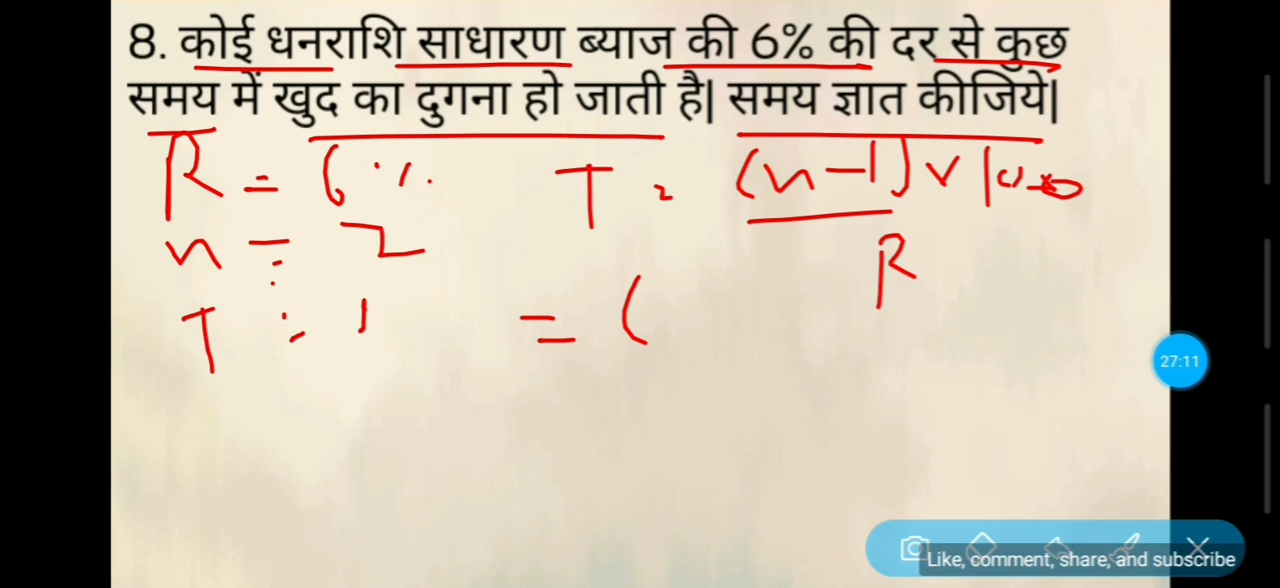 8. कोई धनराशि साधारण ब्याज की 6% की दर से कुछ
समय में खुद का दुगना हो जाती है| समय ज्ञात कीजिये|
R = 6% T = (n-1) × 100
n = 2 R
T = 1 = (
27:11
Like, comment, share, and subscribe